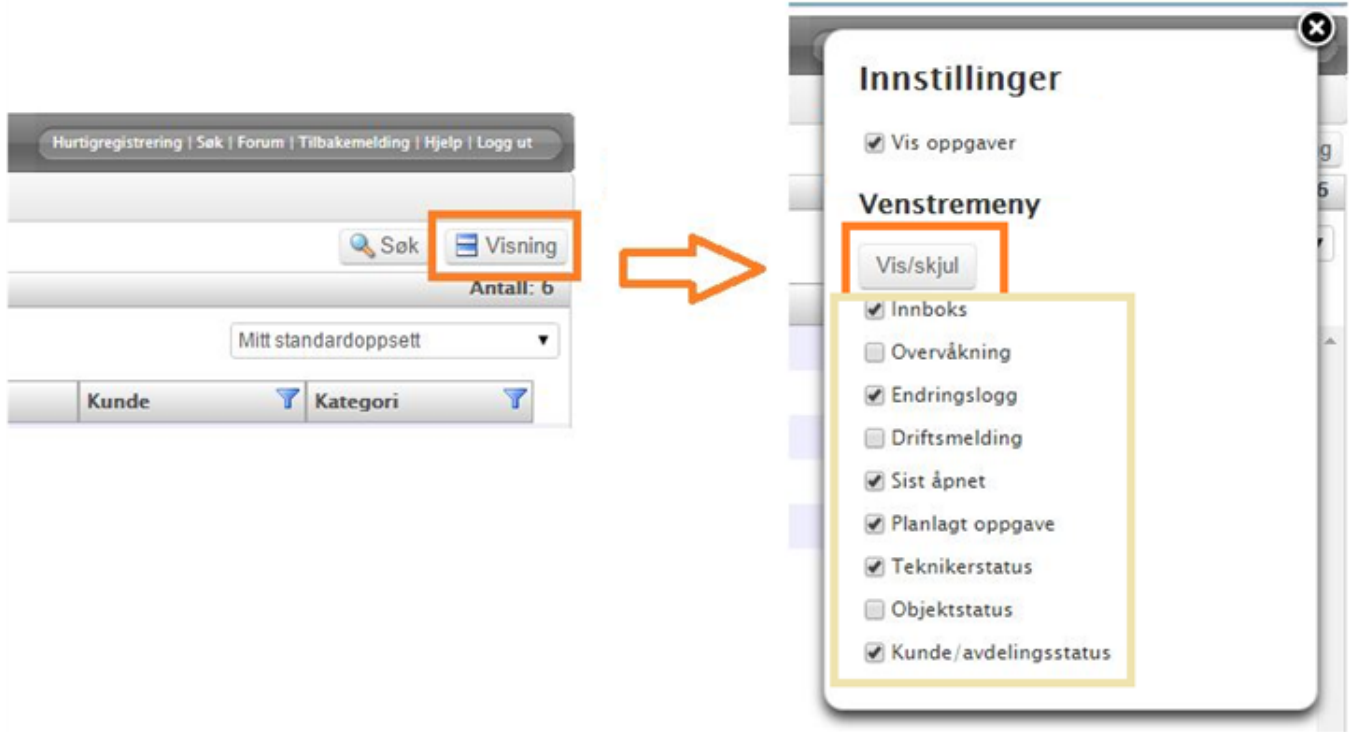 Hurtigregistrering | Søk | Forum | Tilbakemelding | Hjelp | Logg ut
Søk
Visning
Antall: 6
Mitt standardoppsett
Kunde
Kategori
Innstillinger
Vis oppgaver
Venstremeny
Vis/skjul
Innboks
Overvåkning
Endringslogg
Driftsmelding
Sist åpnet
Planlagt oppgave
Teknikerstatus
Objektstatus
Kunde/avdelingsstatus
g
6